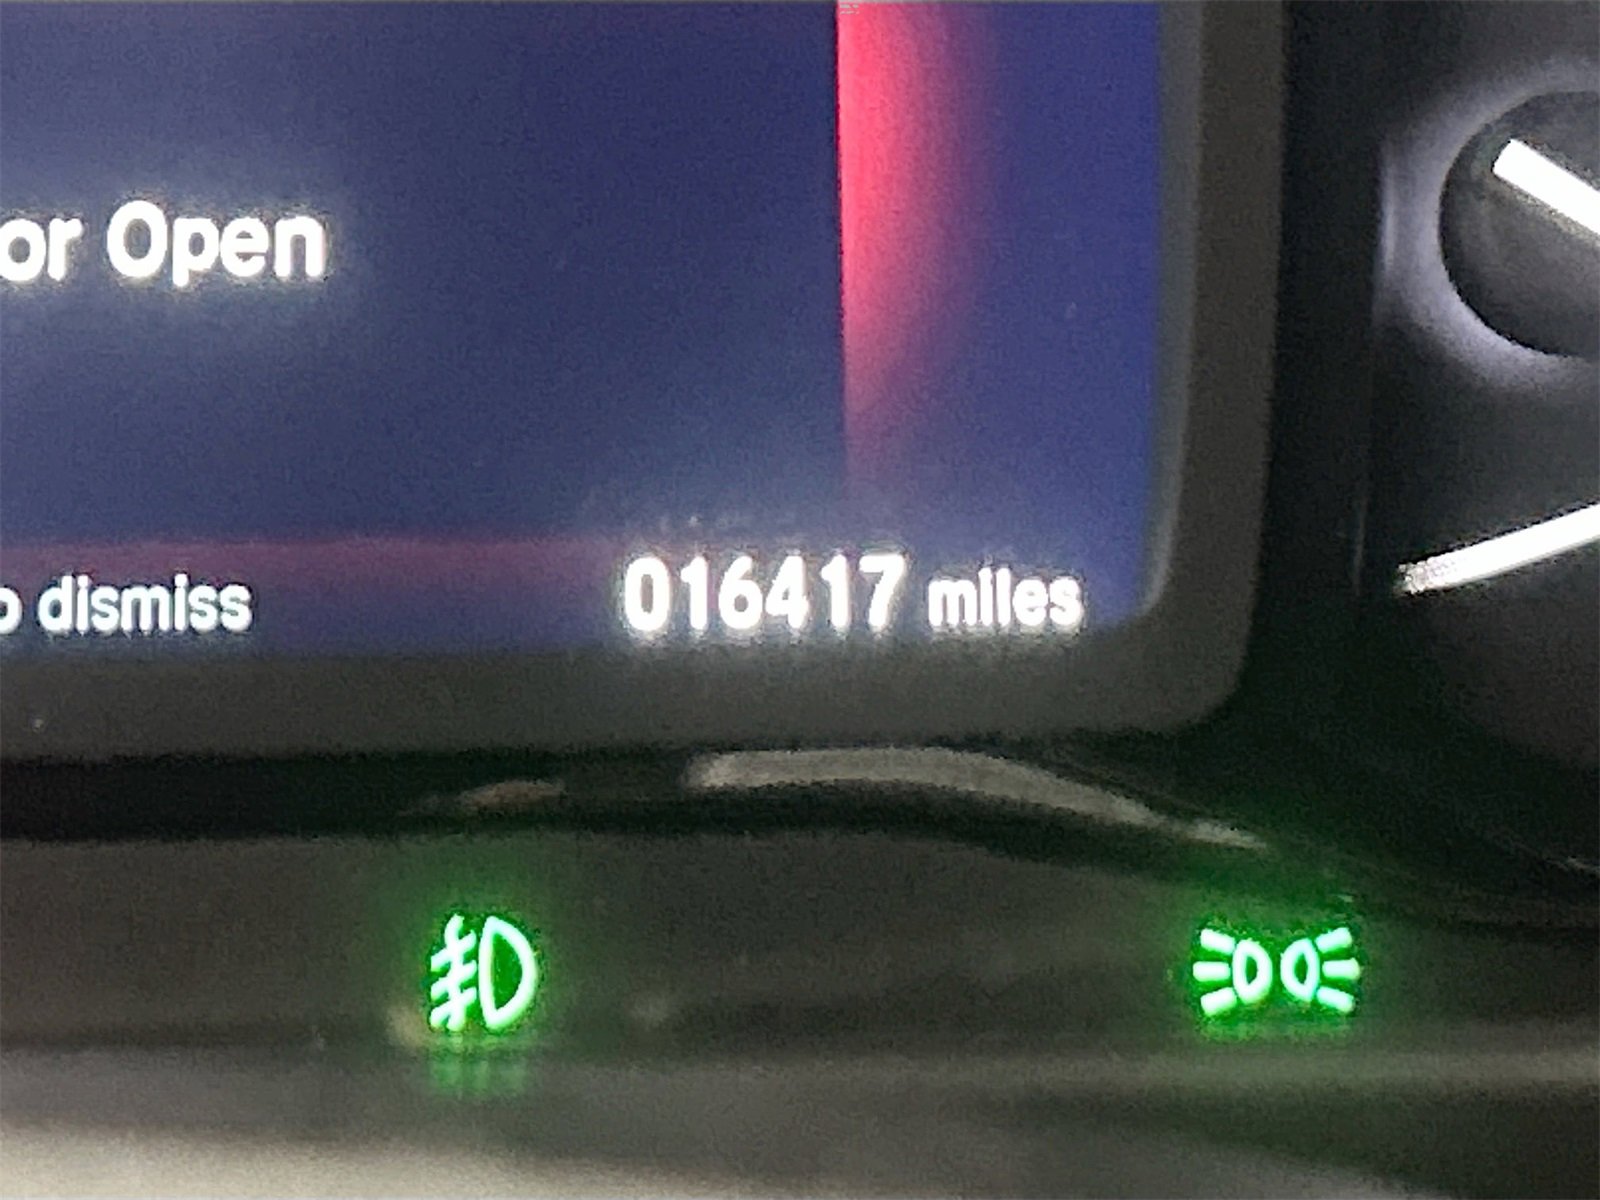 or Open
o dismiss
016417 miles